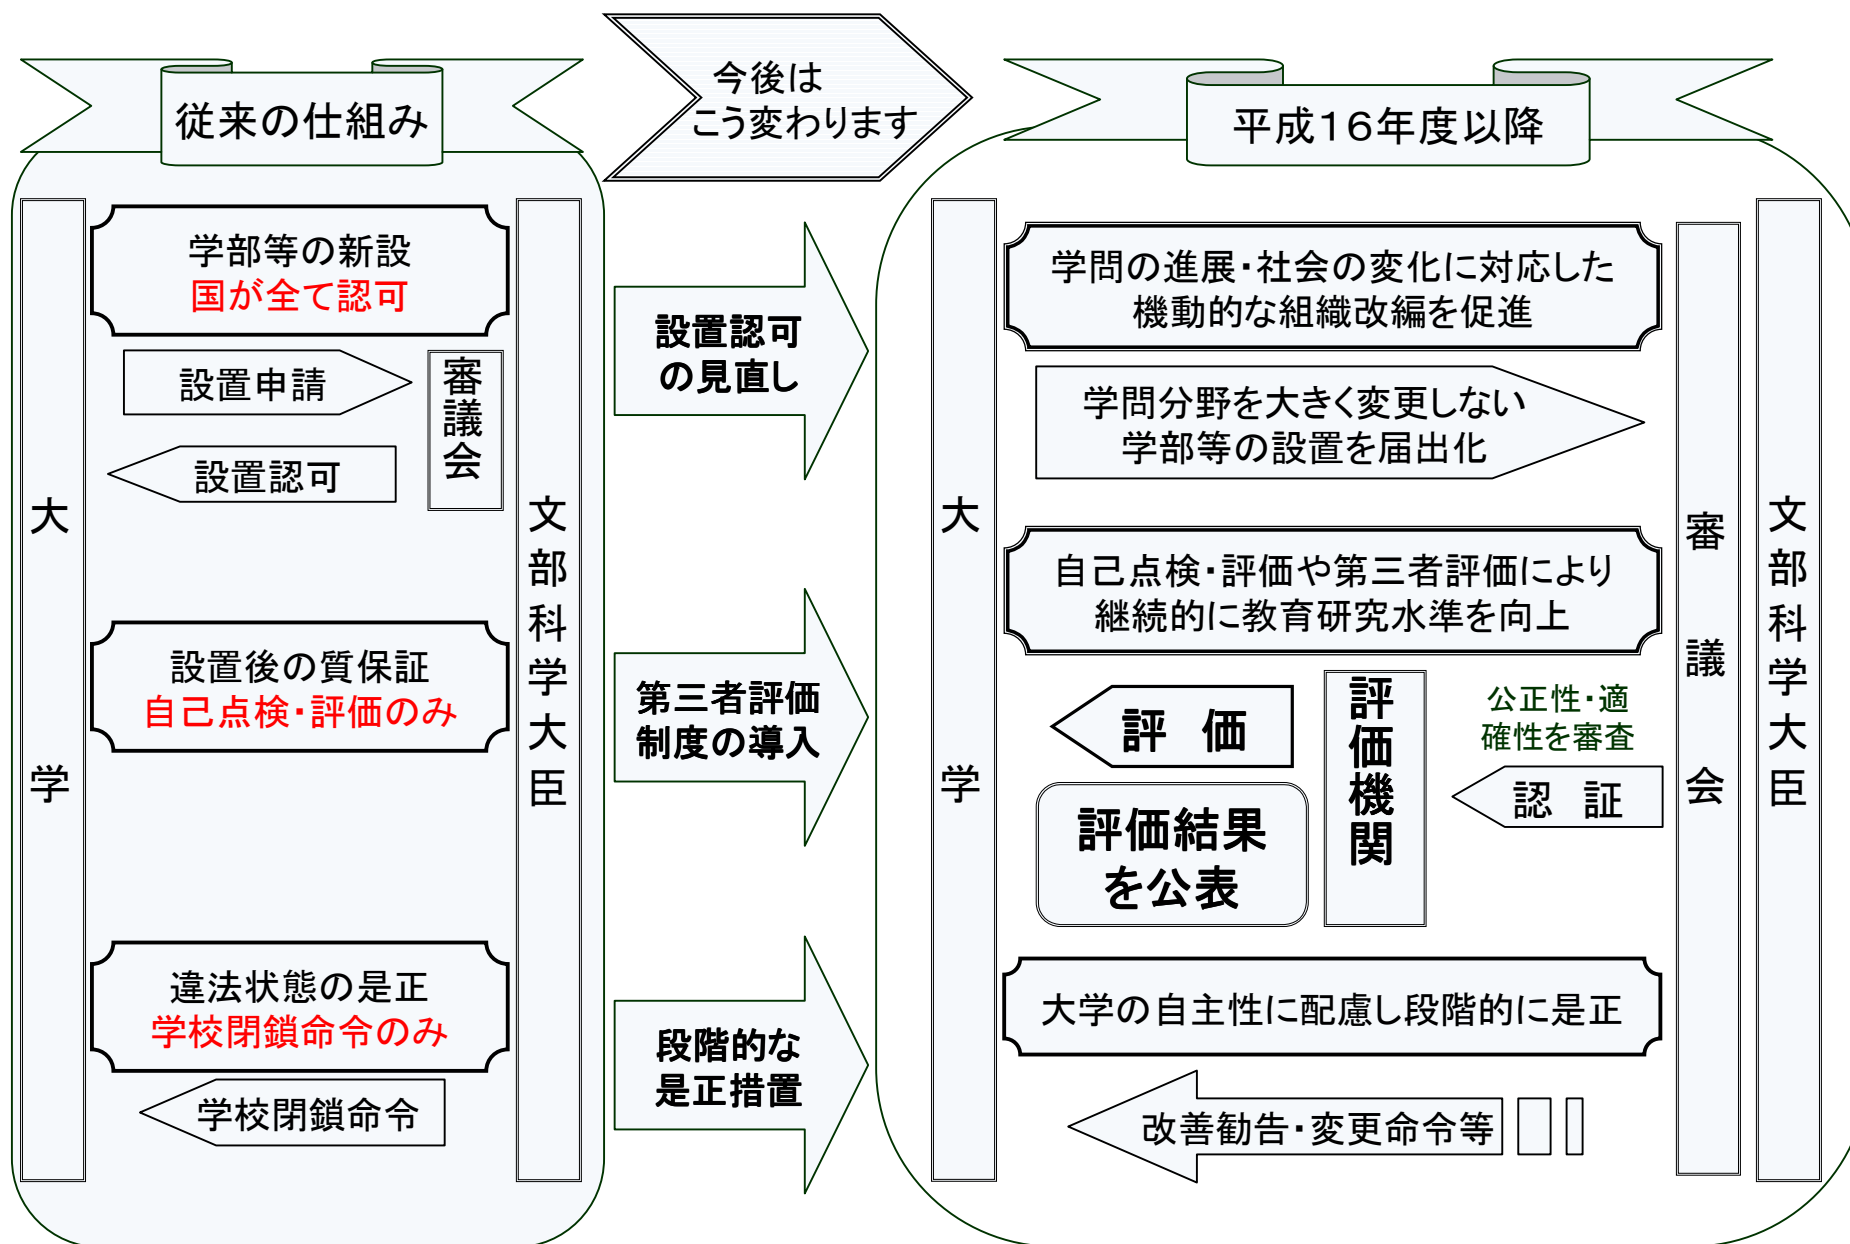 従来の仕組み
今後は
こう変わります
平成16年度以降
大学
学部等の新設
国が全て認可
設置申請
設置認可
審議会
文部科学大臣
設置後の質保証
自己点検・評価のみ
違法状態の是正
学校閉鎖命令のみ
学校閉鎖命令
設置認可
の見直し
第三者評価
制度の導入
段階的な
是正措置
大学
学問の進展・社会の変化に対応した
機動的な組織改編を促進
学問分野を大きく変更しない
学部等の設置を届出化
自己点検・評価や第三者評価により
継続的に教育研究水準を向上
評 価
評価結果
を公表
評価機関
公正性・適
確性を審査
認 証
大学の自主性に配慮し段階的に是正
改善勧告・変更命令等
審議会
文部科学大臣